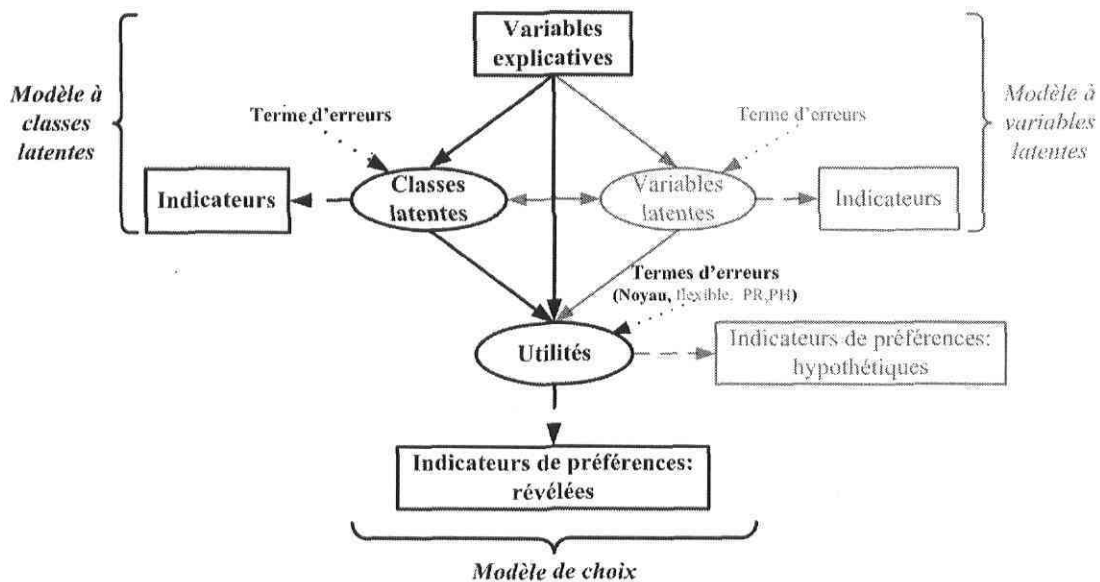 Variables
explicatives
Modèle à
classes
latentes
Modèle à
variables
latentes
Terme d'erreurs
Terme d'erreurs
Indicateurs
Classes
latentes
Variables
latentes
Indicateurs
Termes d'erreurs
(Noyau, flexible. PR,PH)
Utilités
Indicateurs de préférences:
hypothétiques
Indicateurs de préférences:
révélées
Modèle de choix